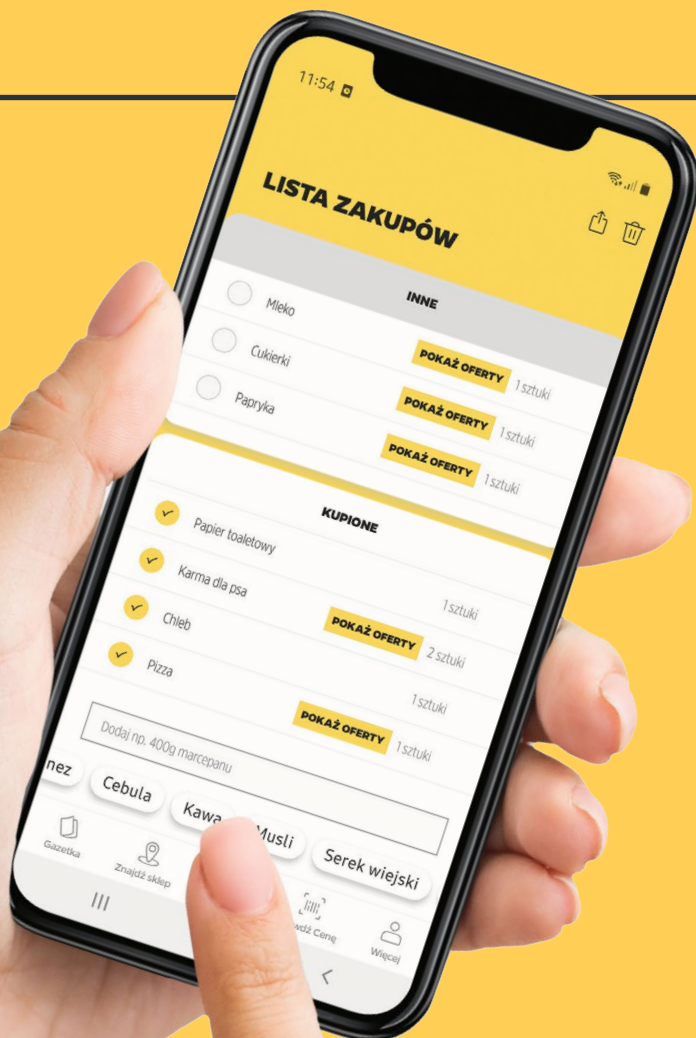 11:54
LISTA ZAKUPÓW
INNE
Mleko POKAŻ OFERTY 1 sztuki
Cukierki POKAŻ OFERTY 1 sztuki
Papryka POKAŻ OFERTY 1 sztuki
KUPIONE
Papier toaletowy 1 sztuki
Karma dla psa POKAŻ OFERTY 2 sztuki
Chleb 1 sztuki
Pizza POKAŻ OFERTY 1 sztuki
Dodaj np. 400g marcepanu
nez Cebula Kawa Musli Serek wiejski
Gazetka Znajdź sklep wdź Cenę Więcej